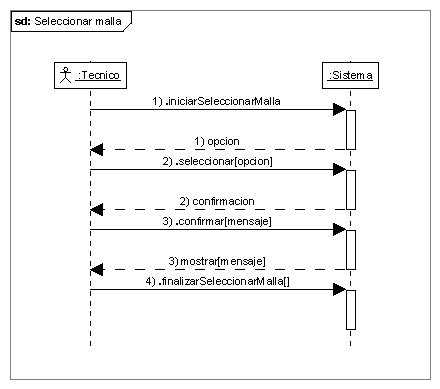 sd: Seleccionar malla
:Tecnico
:Sistema
1) .iniciarSeleccionarMalla
1) opcion
2) .seleccionar[opcion]
2) confirmacion
3) .confirmar[mensaje]
3) mostrar[mensaje]
4) .finalizarSeleccionarMalla[]